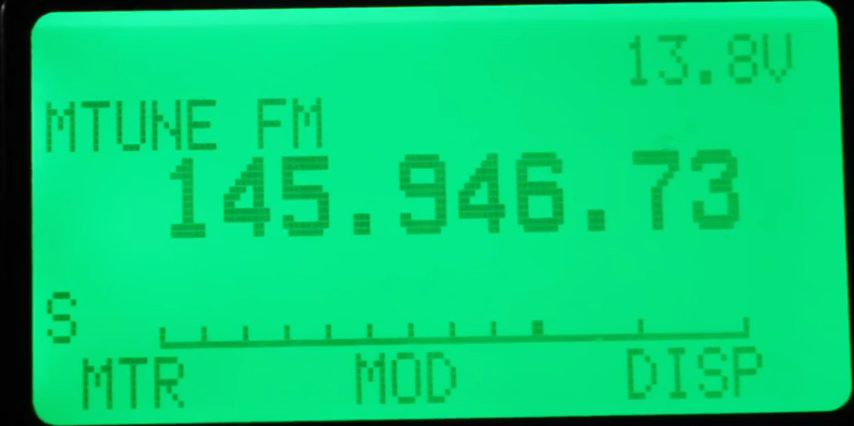 13.8V
MTUNE FM
145.946.73
S
MTR MOD DISP